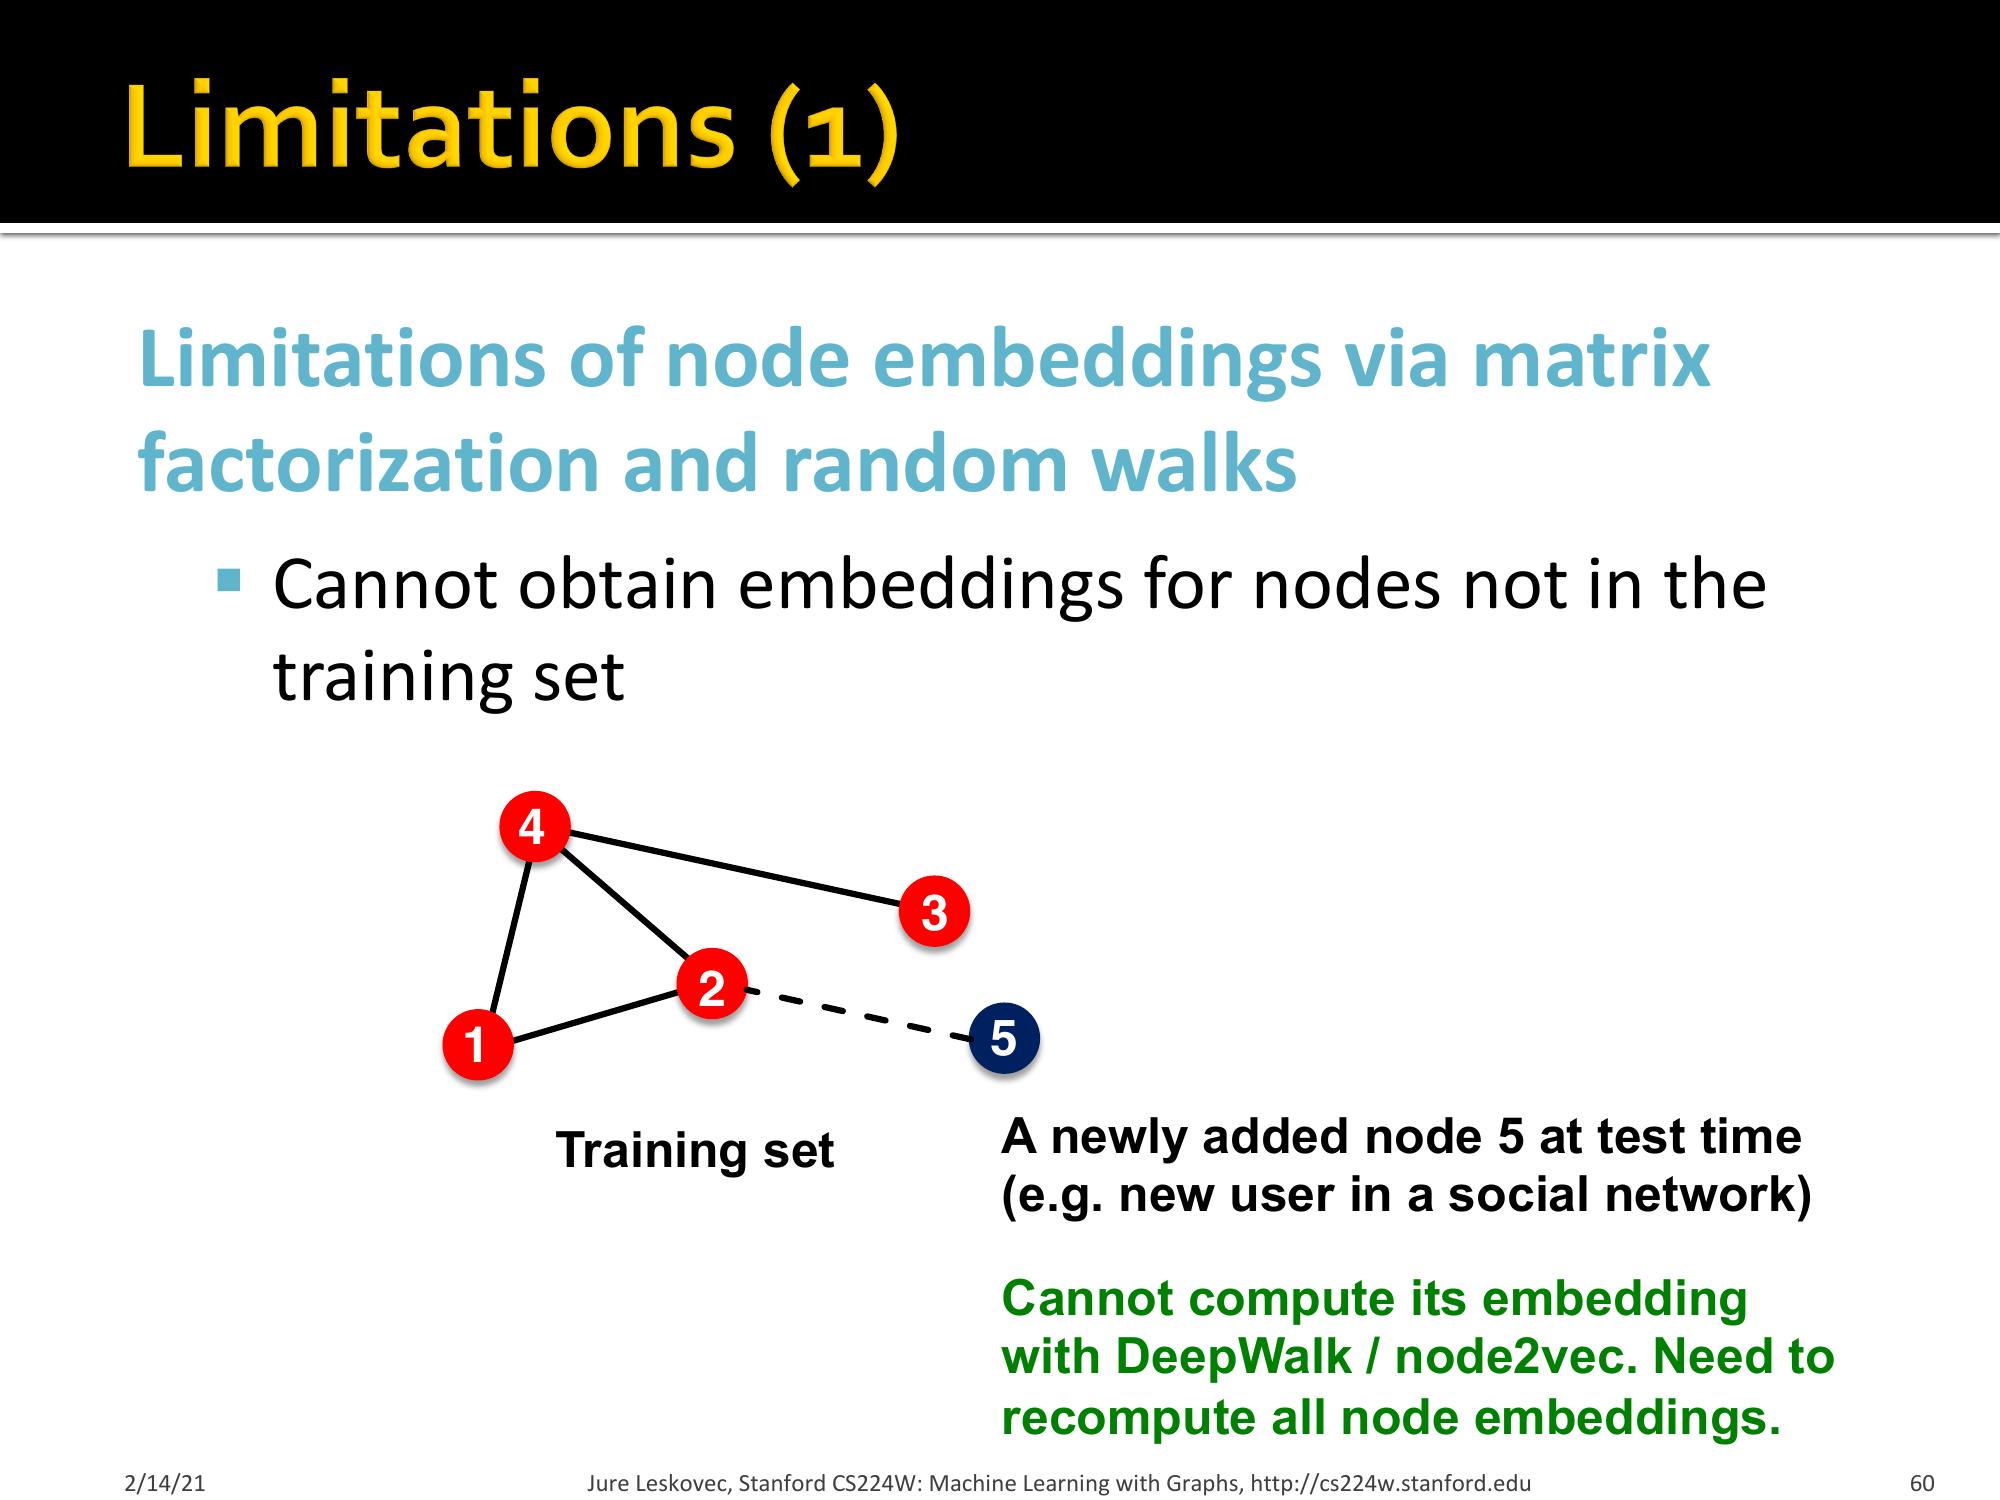 Limitations (1)
Limitations of node embeddings via matrix
factorization and random walks
Cannot obtain embeddings for nodes not in the
training set
4
3
2
5
1
Training set
A newly added node 5 at test time
(e.g. new user in a social network)
Cannot compute its embedding
with DeepWalk / node2vec. Need to
recompute all node embeddings.
2/14/21
Jure Leskovec, Stanford CS224W: Machine Learning with Graphs, http://cs224w.stanford.edu
60